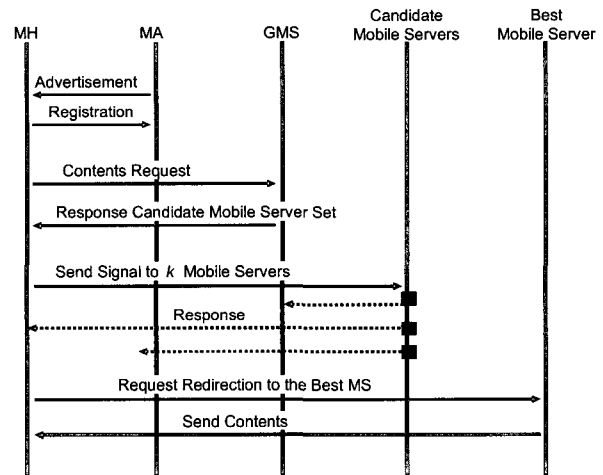 MH
MA
GMS
Candidate
Mobile Servers
Best
Mobile Server
Advertisement
Registration
Contents Request
Response Candidate Mobile Server Set
Send Signal to k Mobile Servers
Response
Request Redirection to the Best MS
Send Contents